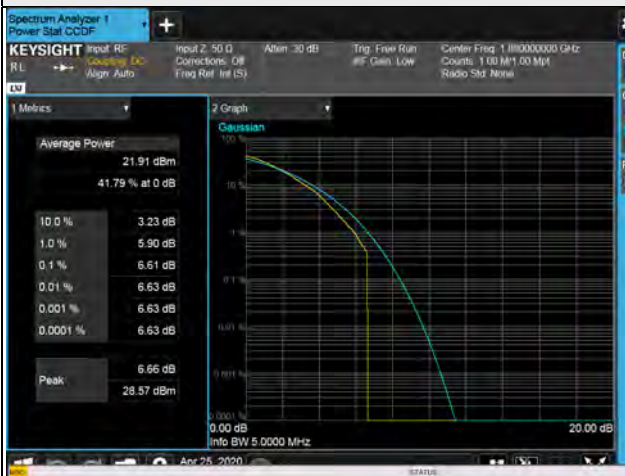 Spectrum Analyzer 1
Power Stat CCDF
+
KEYSIGHT
RL
Input: RF
Coupling: DC
Align: Auto
Input Z: 50 Ω
Corrections: Off
Freq Ref: Int (S)
Atten: 30 dB
Trig: Free Run
#IF Gain: Low
Center Freq:
Counts: 1.00 M/1.00 Mpt
Radio Std: None
1 Metrics
Average Power
21.91 dBm
41.79 % at 0 dB
10.0 % 3.23 dB
1.0 % 5.90 dB
0.1 % 6.61 dB
0.01 % 6.63 dB
0.001 % 6.63 dB
0.0001 % 6.63 dB
Peak 6.66 dB
28.57 dBm
2 Graph
Gaussian
100 %
10 %
1 %
0.1 %
0.01 %
0.001 %
0.0001 %
0.00 dB 20.00 dB
Info BW 5.0000 MHz
Apr 25, 2020
STATUS